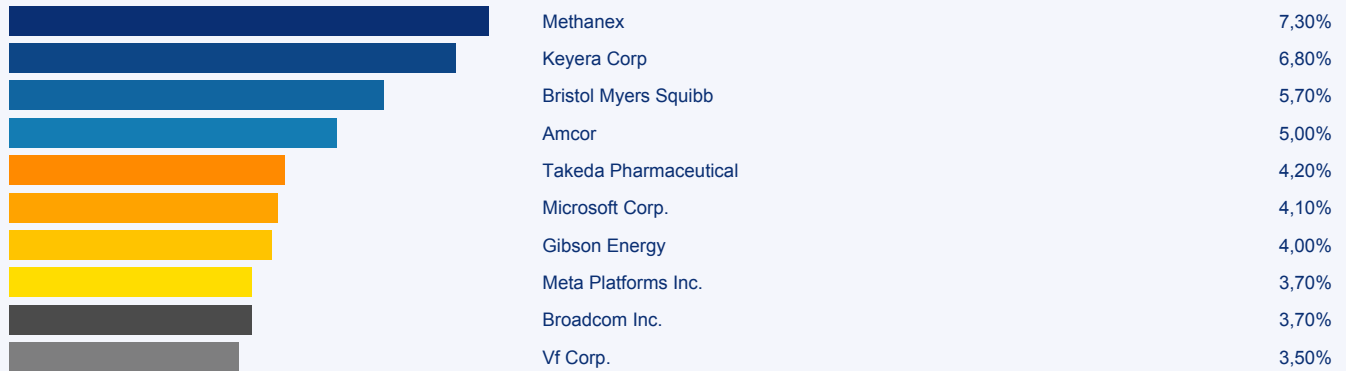 Methanex 7,30%
Keyera Corp 6,80%
Bristol Myers Squibb 5,70%
Amcor 5,00%
Takeda Pharmaceutical 4,20%
Microsoft Corp. 4,10%
Gibson Energy 4,00%
Meta Platforms Inc. 3,70%
Broadcom Inc. 3,70%
Vf Corp. 3,50%